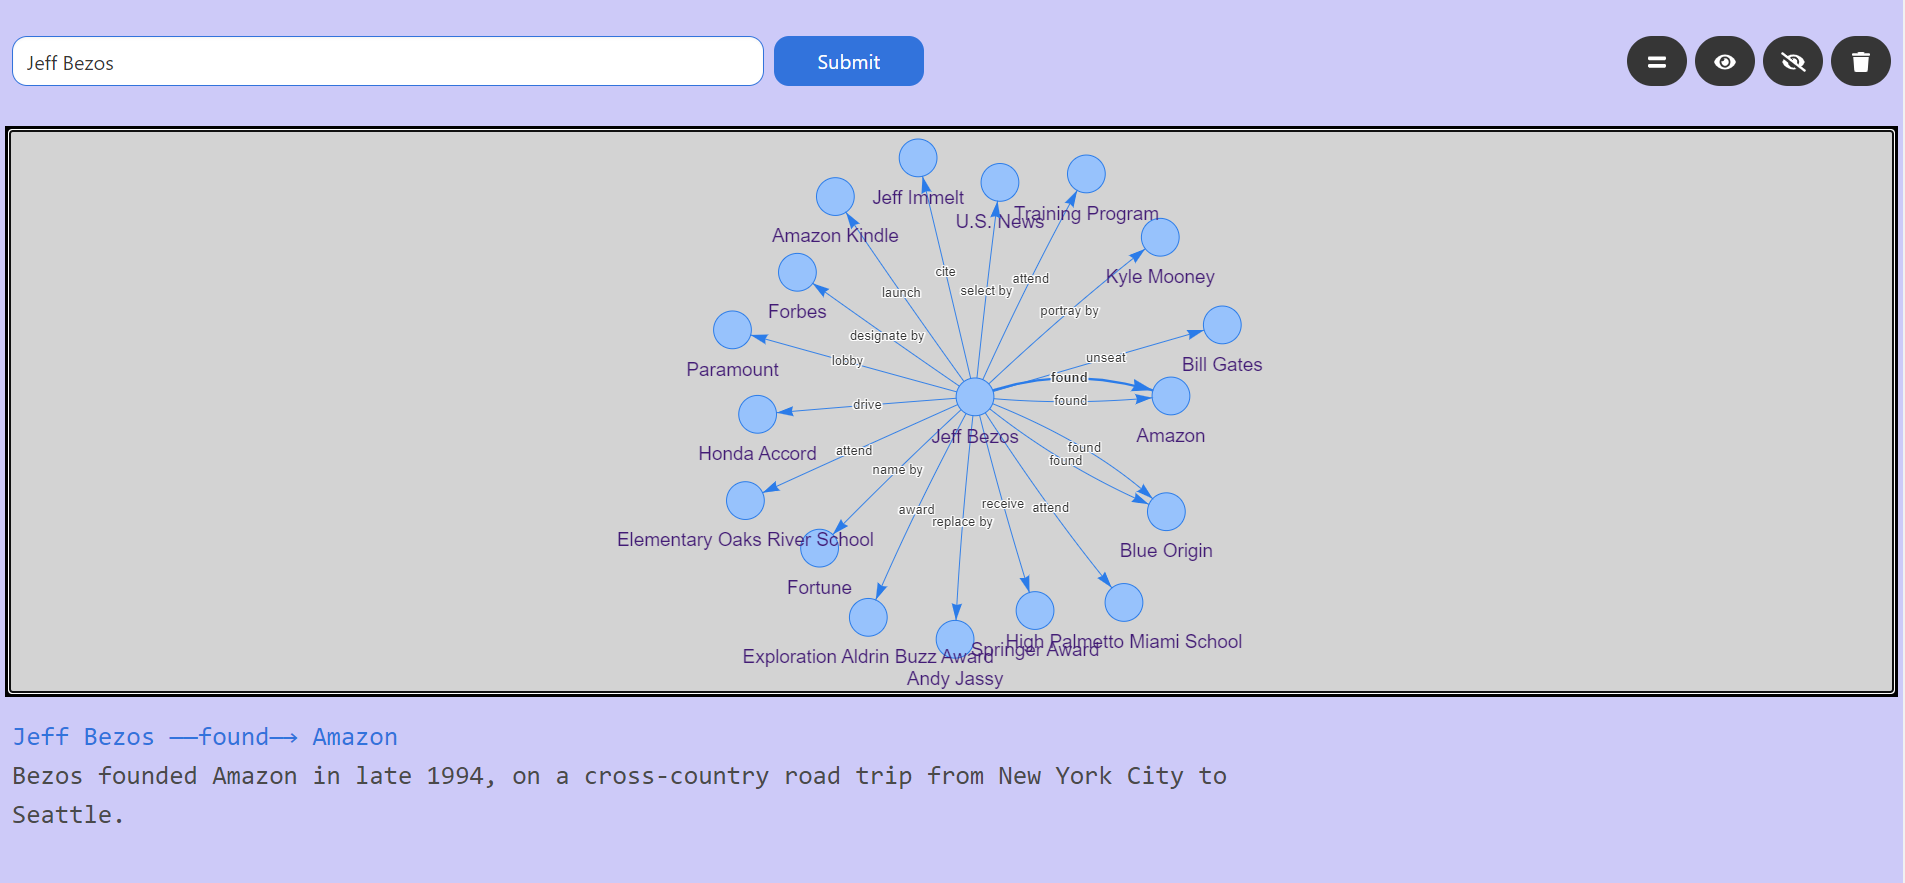 Jeff Bezos
Submit
Jeff Immelt
U.S. News
Training Program
Amazon Kindle
Kyle Mooney
cite
launch
select by
attend
Forbes
portray by
designate by
unseat
lobby
Bill Gates
Paramount
found
drive
found
Jeff Bezos
Amazon
Honda Accord
attend
found
found
name by
award
replace by
receive
attend
Elementary Oaks River School
Blue Origin
Fortune
High Palmetto Miami School
Springer Award
Exploration Aldrin Buzz Award
Andy Jassy
Jeff Bezos ──found─→ Amazon
Bezos founded Amazon in late 1994, on a cross-country road trip from New York City to
Seattle.